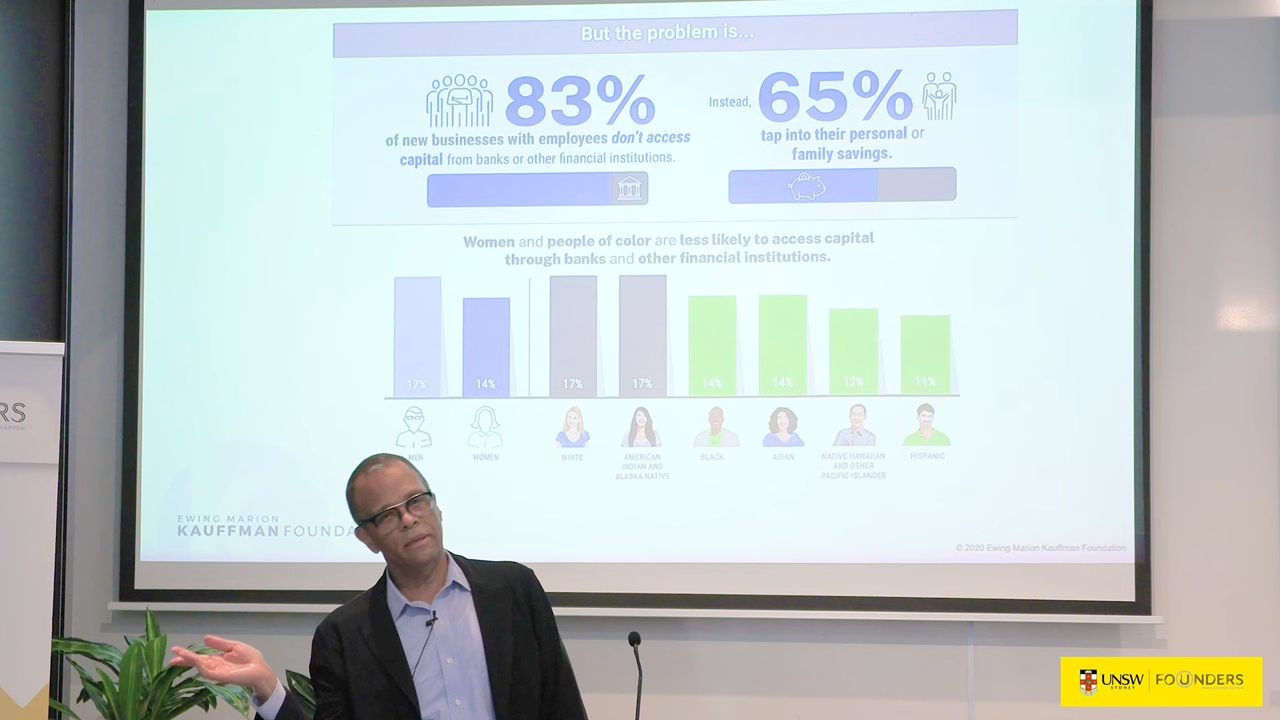 But the problem is...
83%
of new businesses with employees don't access
capital from banks or other financial institutions.
Instead, 65%
tap into their personal or
family savings.
Women and people of color are less likely to access capital
through banks and other financial institutions.
17%
14%
17%
17%
14%
14%
12%
11%
MEN
WOMEN
WHITE
AMERICAN
INDIAN AND
ALASKA NATIVE
BLACK
ASIAN
NATIVE HAWAIIAN
AND OTHER
PACIFIC ISLANDER
HISPANIC
EWING MARION
KAUFFMAN FOUNDA
© 2020 Ewing Marion Kauffman Foundation
RS
UNSW
SYDNEY
FOUNDERS